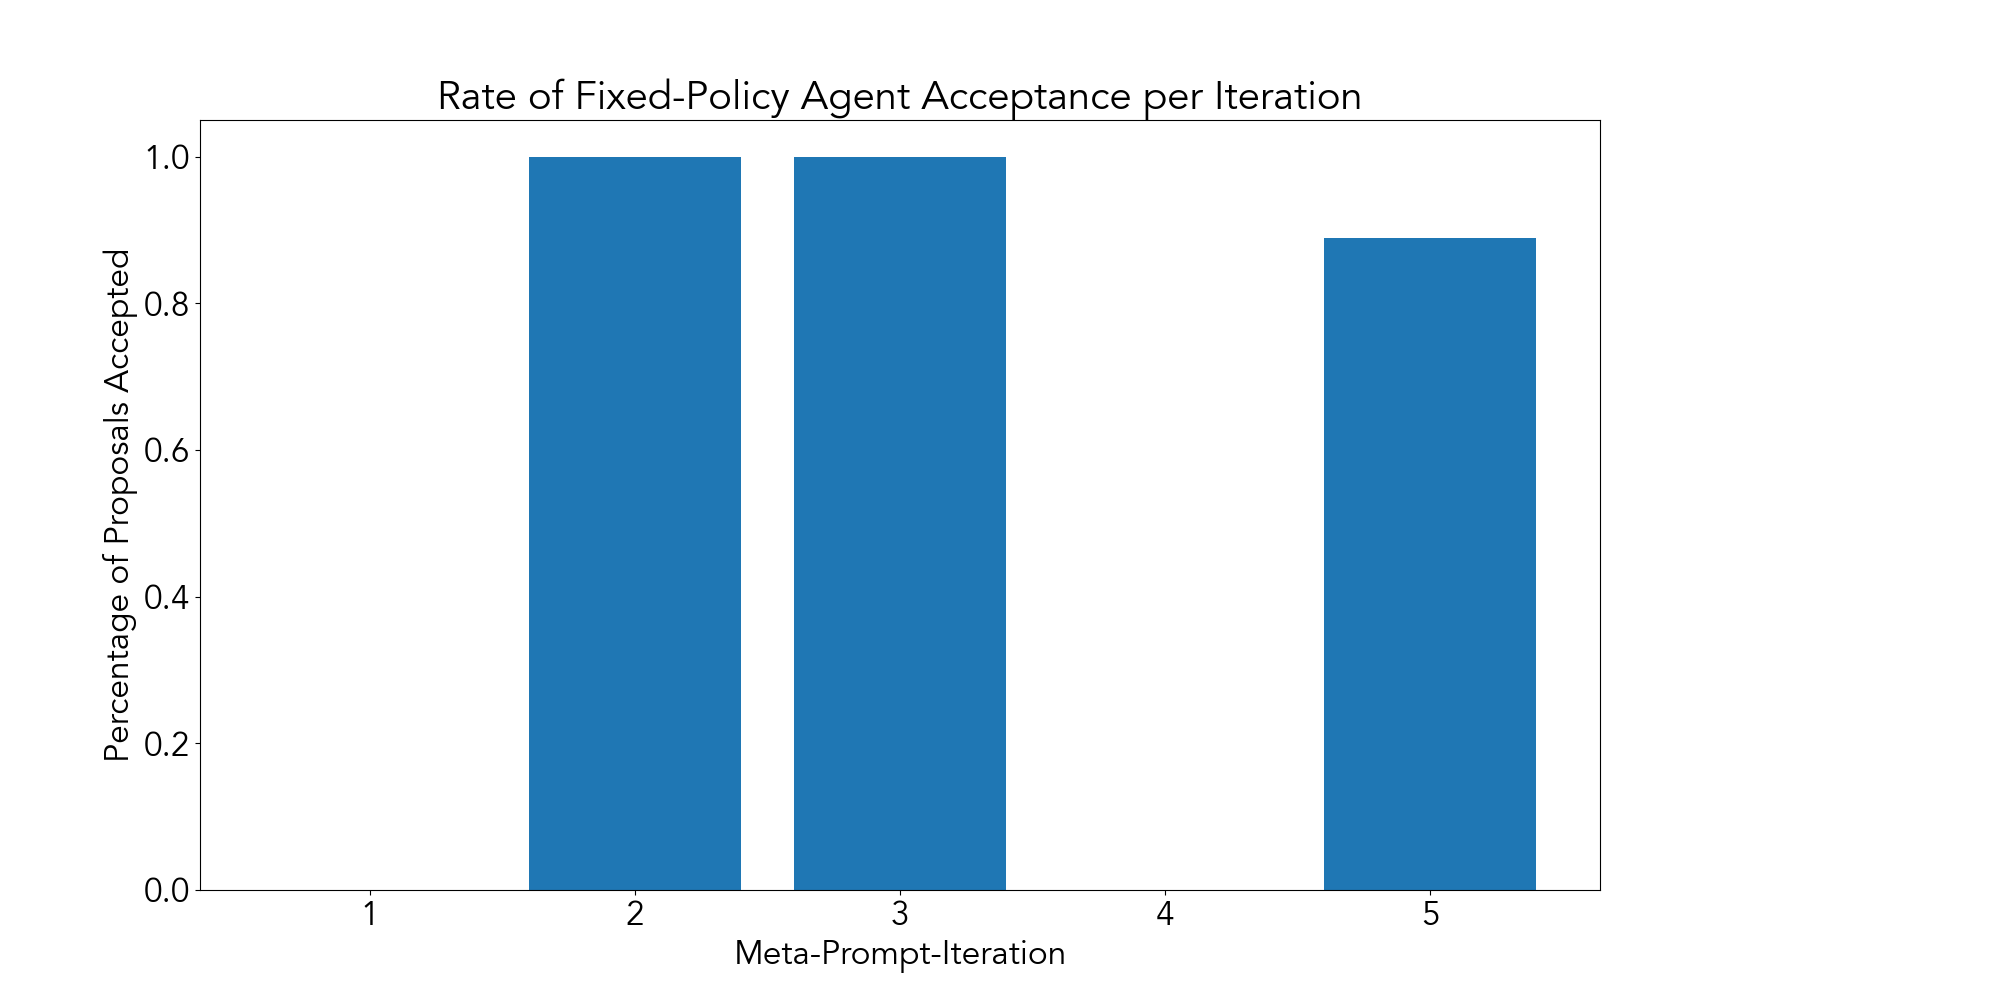 Rate of Fixed-Policy Agent Acceptance per Iteration
Percentage of Proposals Accepted
1.0
0.8
0.6
0.4
0.2
0.0
1 2 3 4 5
Meta-Prompt-Iteration